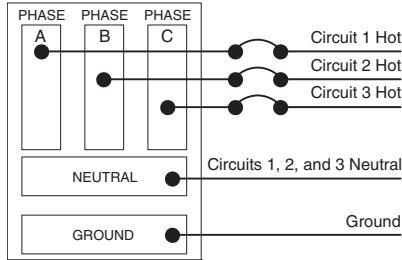 PHASE PHASE PHASE
A B C
Circuit 1 Hot
Circuit 2 Hot
Circuit 3 Hot
NEUTRAL
Circuits 1, 2, and 3 Neutral
GROUND
Ground